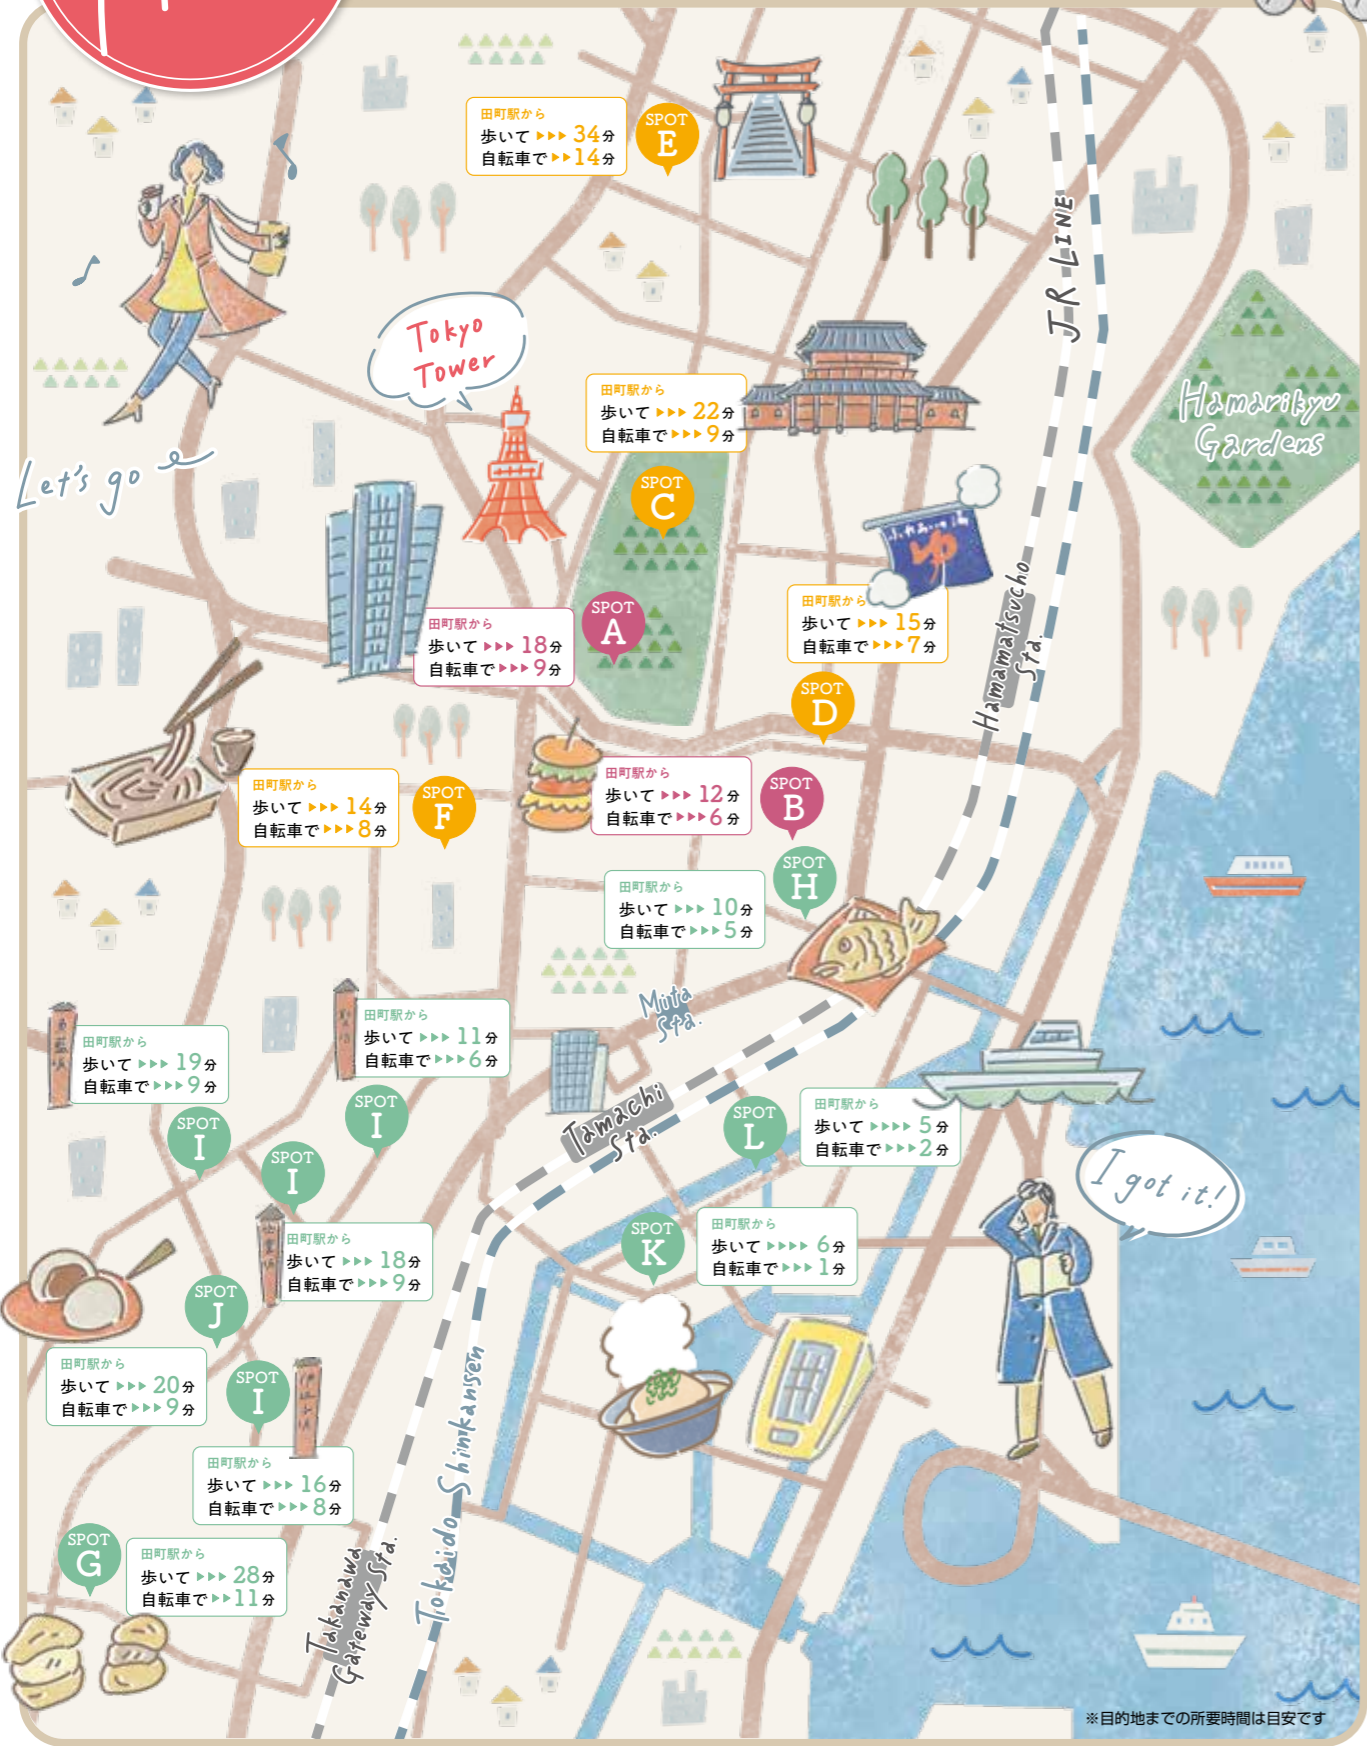 田町駅から
歩いて▶▶▶34分
自転車で▶▶14分
SPOT
E
JR LINE
Tokyo
Tower
田町駅から
歩いて▶▶▶22分
自転車で▶▶▶9分
SPOT
C
Hamarikyu
Gardens
Let's go
ふれあいの湯
ゆ
Hamamatsucho
Sta.
田町駅から
歩いて▶▶▶18分
自転車で▶▶▶9分
SPOT
A
田町駅から
歩いて▶▶▶15分
自転車で▶▶▶7分
SPOT
D
田町駅から
歩いて▶▶▶14分
自転車で▶▶▶8分
SPOT
F
田町駅から
歩いて▶▶▶12分
自転車で▶▶▶6分
SPOT
B
田町駅から
歩いて▶▶▶10分
自転車で▶▶▶5分
SPOT
H
Mita
Sta.
田町駅から
歩いて▶▶▶19分
自転車で▶▶▶9分
SPOT
I
田町駅から
歩いて▶▶▶11分
自転車で▶▶▶6分
SPOT
I
Tamachi
Sta.
SPOT
L
田町駅から
歩いて▶▶▶▶5分
自転車で▶▶▶2分
I got it!
SPOT
I
田町駅から
歩いて▶▶▶18分
自転車で▶▶▶9分
SPOT
K
田町駅から
歩いて▶▶▶▶6分
自転車で▶▶▶1分
SPOT
J
田町駅から
歩いて▶▶▶20分
自転車で▶▶▶9分
SPOT
I
伊皿子坂
田町駅から
歩いて▶▶▶16分
自転車で▶▶▶8分
SPOT
G
田町駅から
歩いて▶▶▶28分
自転車で▶▶11分
Takanawa
Gateway Sta.
Tokaido Shinkansen
※目的地までの所要時間は目安です